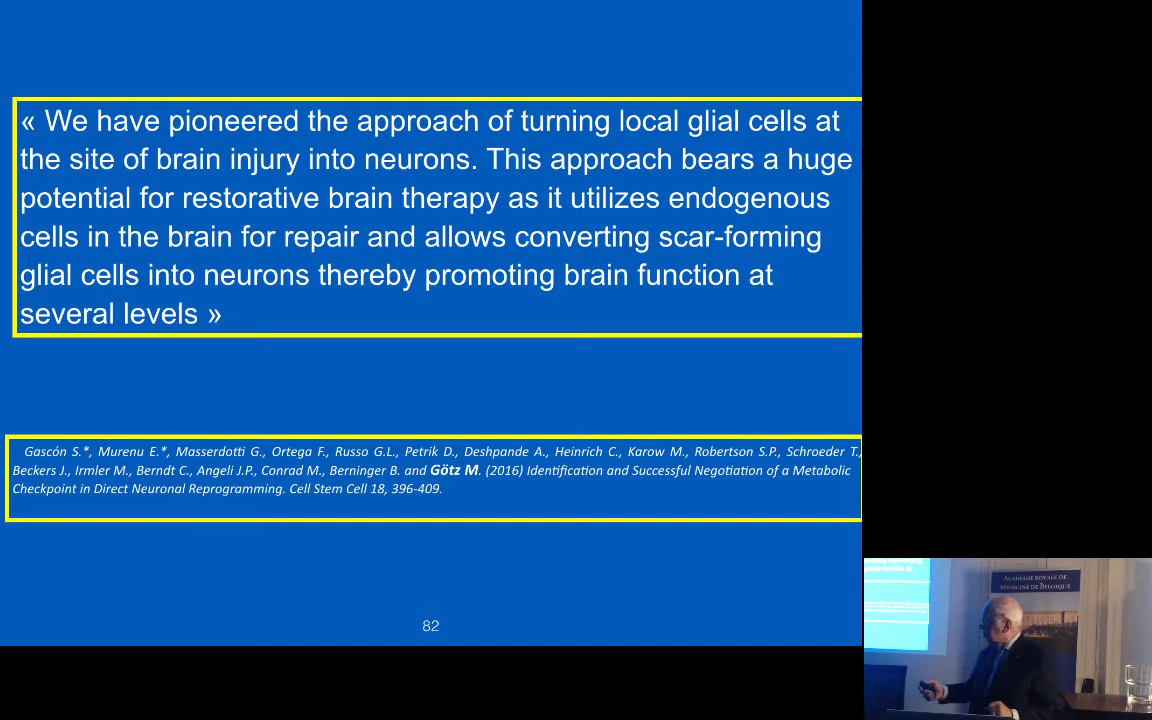 « We have pioneered the approach of turning local glial cells at
the site of brain injury into neurons. This approach bears a huge
potential for restorative brain therapy as it utilizes endogenous
cells in the brain for repair and allows converting scar-forming
glial cells into neurons thereby promoting brain function at
several levels »
Gascón S.*, Murenu E.*, Masserdotti G., Ortega F., Russo G.L., Petrik D., Deshpande A., Heinrich C., Karow M., Robertson S.P., Schroeder T.,
Beckers J., Irmler M., Berndt C., Angeli J.P., Conrad M., Berninger B. and Götz M. (2016) Identification and Successful Negotiation of a Metabolic
Checkpoint in Direct Neuronal Reprogramming. Cell Stem Cell 18, 396-409.
82
Académie royale de
Médecine de Belgique